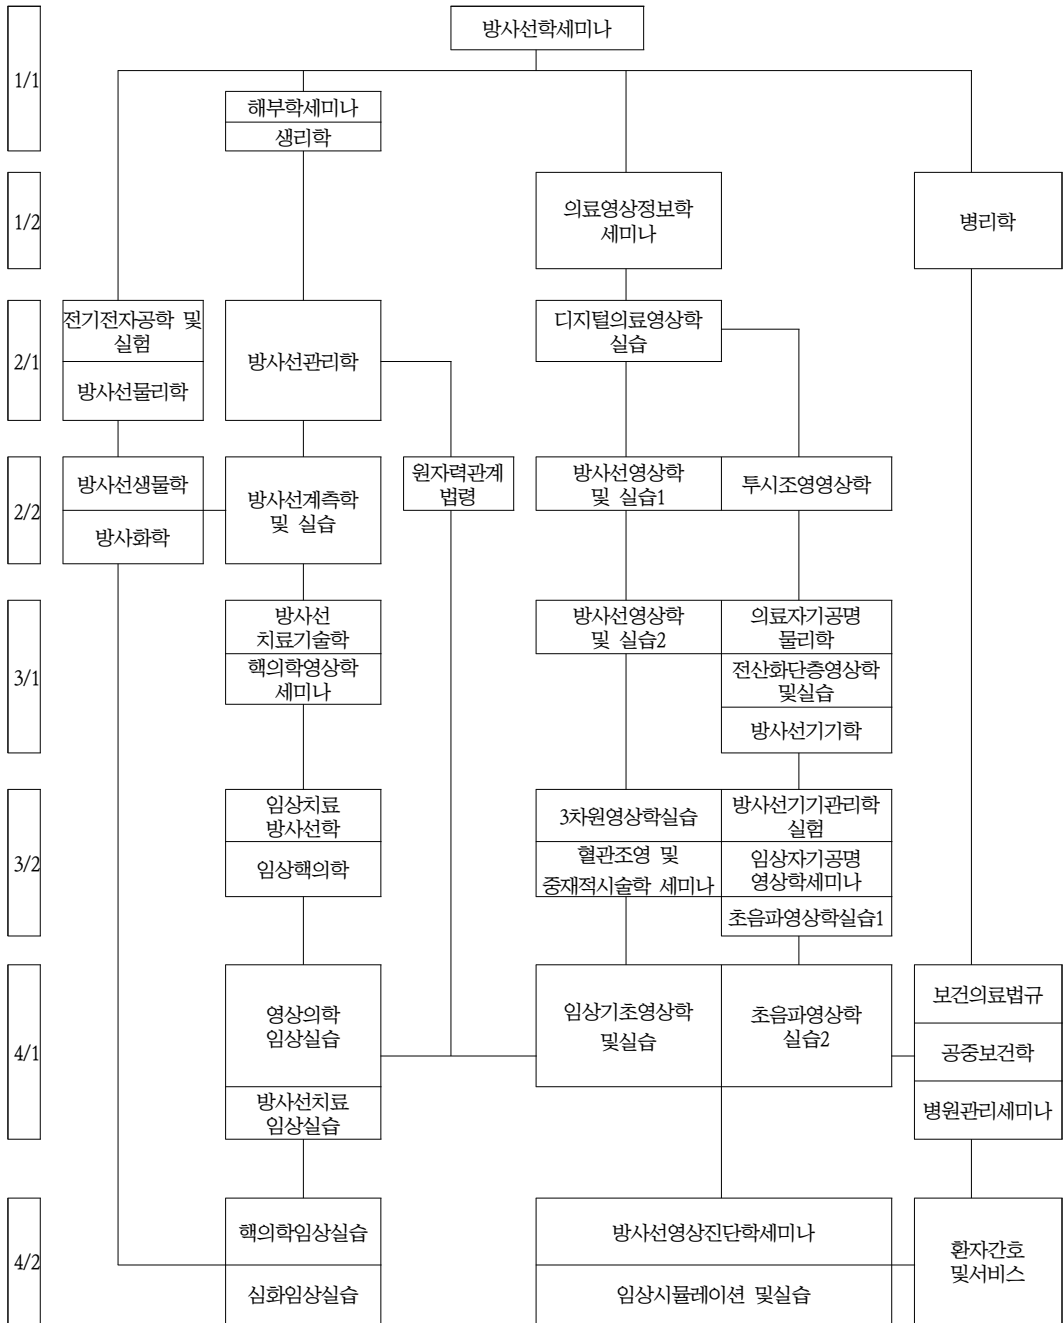 방사선학세미나
1/1
해부학세미나
생리학
1/2
의료영상정보학
세미나
병리학
2/1
전기전자공학 및
실험
방사선물리학
방사선관리학
디지털의료영상학
실습
2/2
방사선생물학
방사화학
방사선계측학
및 실습
원자력관계
법령
방사선영상학
및 실습1
투시조영영상학
3/1
방사선
치료기술학
핵의학영상학
세미나
방사선영상학
및 실습2
의료자기공명
물리학
전산화단층영상학
및실습
방사선기기학
3/2
임상치료
방사선학
임상핵의학
3차원영상학실습
혈관조영 및
중재적시술학 세미나
방사선기기관리학
실험
임상자기공명
영상학세미나
초음파영상학실습1
4/1
영상의학
임상실습
방사선치료
임상실습
임상기초영상학
및실습
초음파영상학
실습2
보건의료법규
공중보건학
병원관리세미나
4/2
핵의학임상실습
심화임상실습
방사선영상진단학세미나
임상시뮬레이션 및실습
환자간호
및서비스